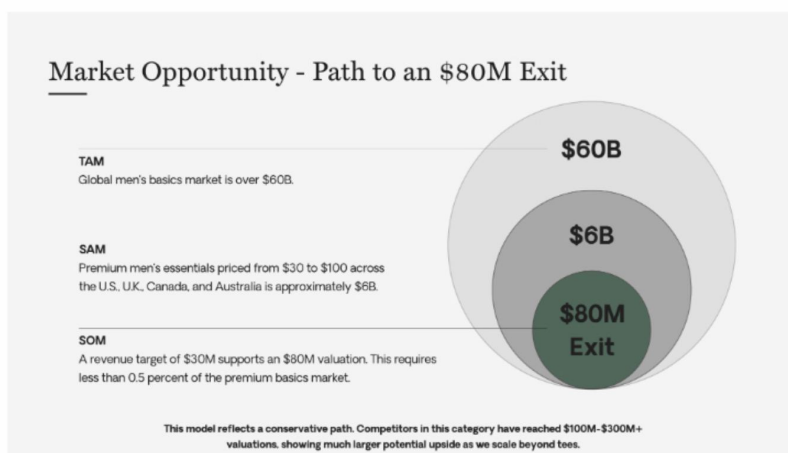 Market Opportunity - Path to an $80M Exit
$60B
TAM
Global men's basics market is over $60B.
$6B
SAM
Premium men's essentials priced from $30 to $100 across
the U.S., U.K., Canada, and Australia is approximately $6B.
$80M
Exit
SOM
A revenue target of $30M supports an $80M valuation. This requires
less than 0.5 percent of the premium basics market.
This model reflects a conservative path. Competitors in this category have reached $100M-$300M+
valuations, showing much larger potential upside as we scale beyond tees.